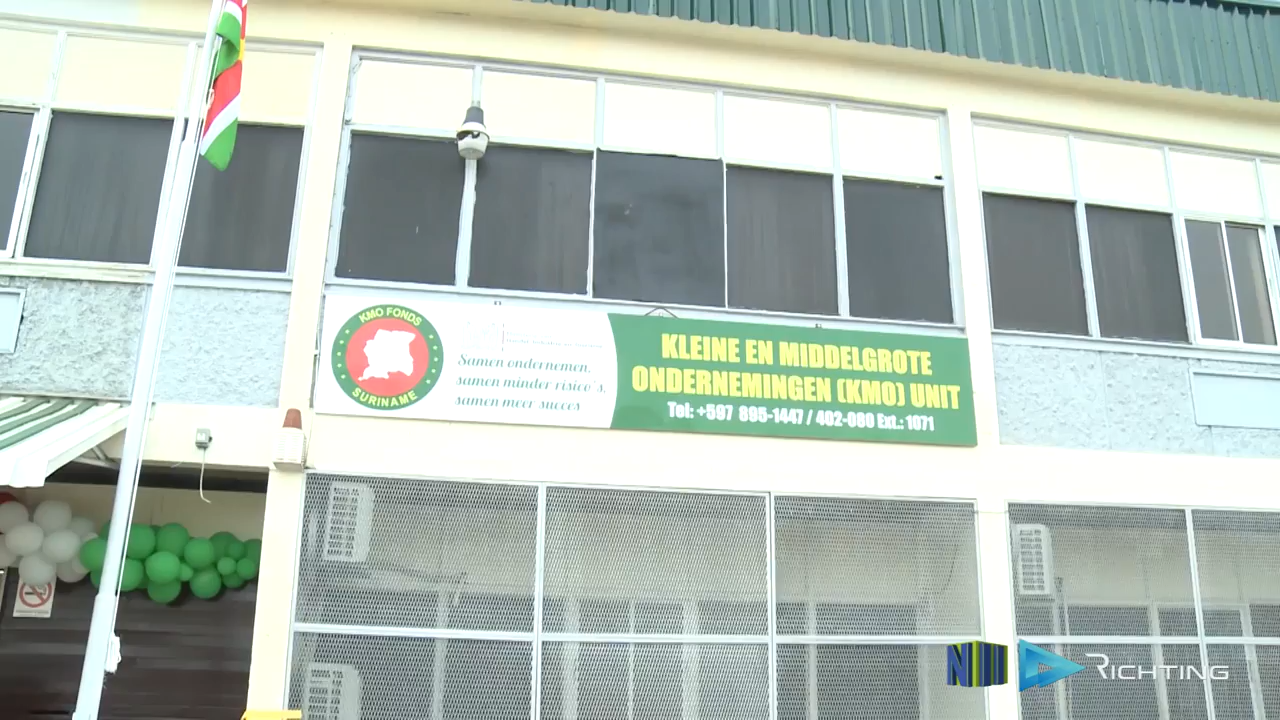 KMO FONDS
SURINAME
Samen ondernemen,
samen minder risico's,
samen meer succes
KLEINE EN MIDDELGROTE
ONDERNEMINGEN (KMO) UNIT
Tel: +597 895-1447 / 402-080 Ext.: 1071
RICHTING